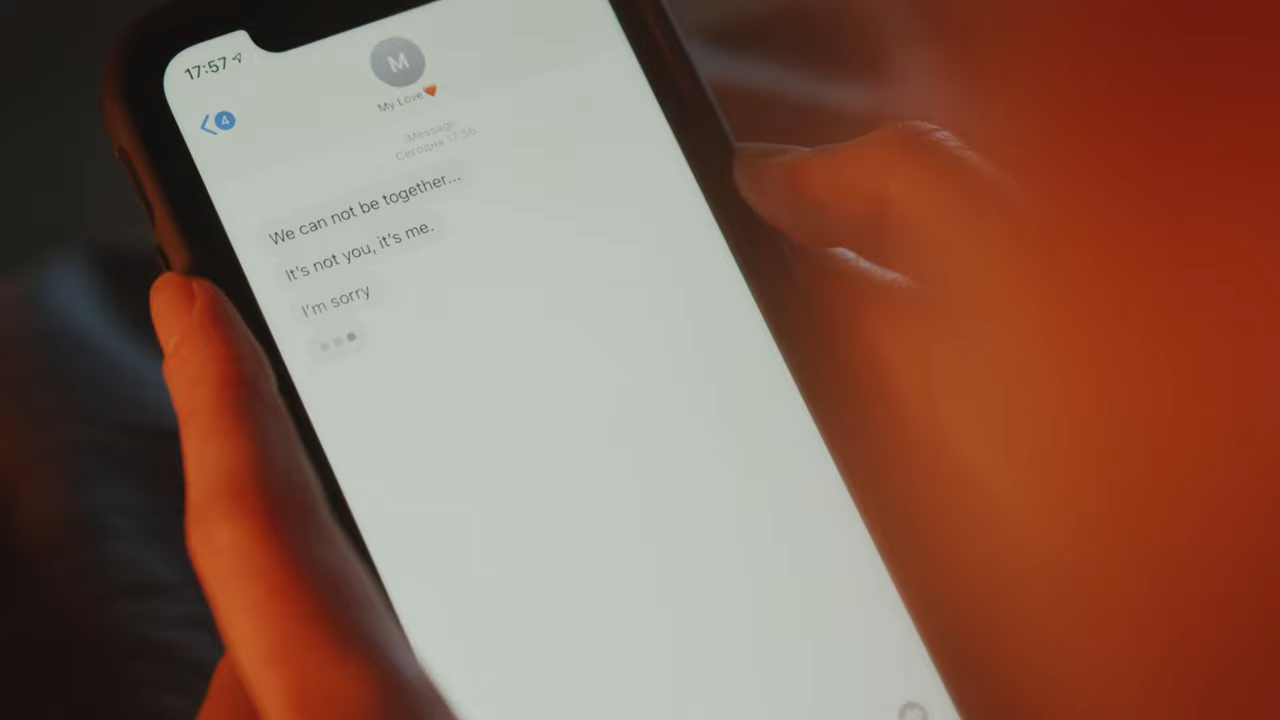 17:57
4
M
My Love❤️
iMessage
Сегодня 17:56
We can not be together...
It's not you, it's me.
I'm sorry